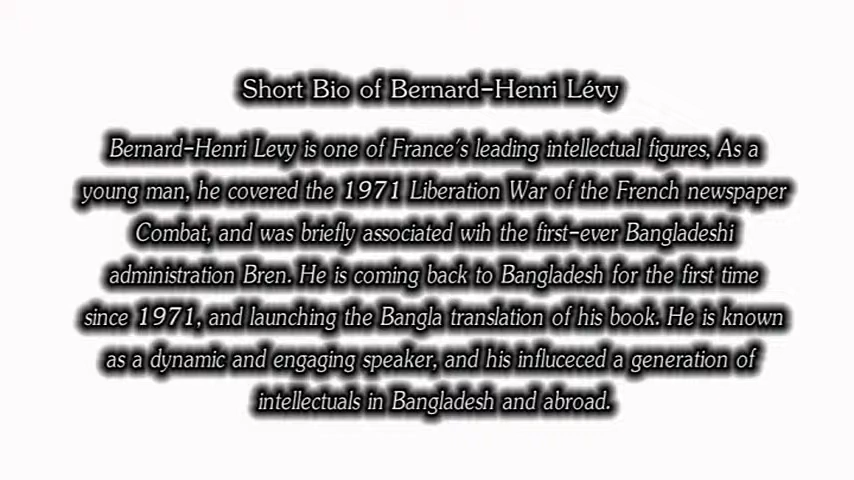 Short Bio of Bernard-Henri Lévy
Bernard-Henri Levy is one of France's leading intellectual figures, As a
young man, he covered the 1971 Liberation War of the French newspaper
Combat, and was briefly associated wih the first-ever Bangladeshi
administration Bren. He is coming back to Bangladesh for the first time
since 1971, and launching the Bangla translation of his book. He is known
as a dynamic and engaging speaker, and his influceced a generation of
intellectuals in Bangladesh and abroad.